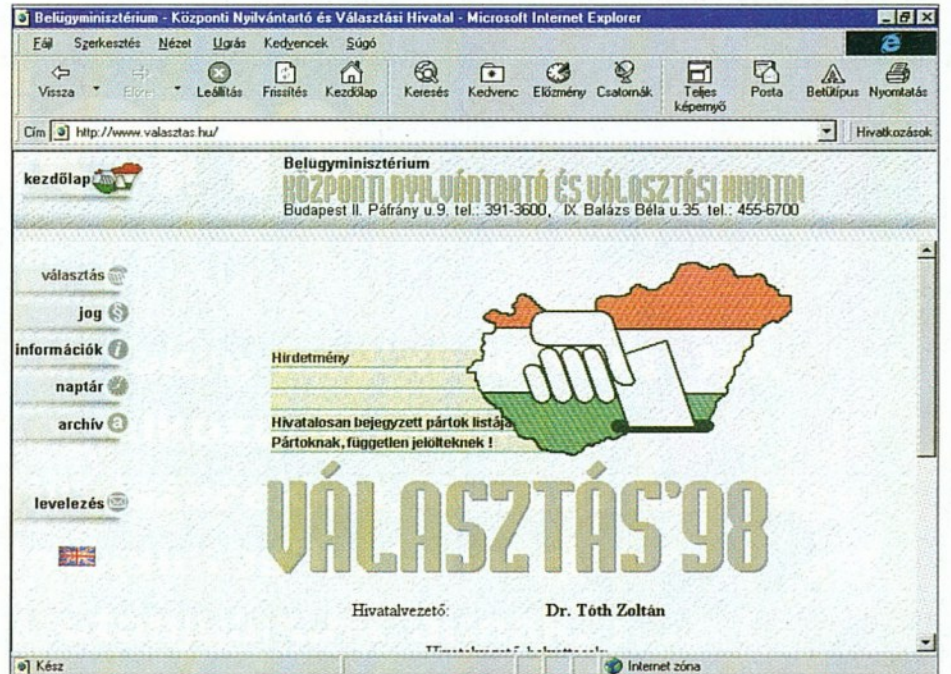 Belügyminisztérium - Központi Nyilvántartó és Választási Hivatal - Microsoft Internet Explorer
Fájl Szerkesztés Nézet Ugrás Kedvencek Súgó
Vissza Előre Leállítás Frissítés Kezdőlap Keresés Kedvenc Előzmény Csatornák Teljes képernyő Posta Betűtípus Nyomtatás
Cím http://www.valasztas.hu/ Hivatkozások
kezdőlap
Belügyminisztérium
KÖZPONTI NYILVÁNTARTÓ ÉS VÁLASZTÁSI HIVATAL
Budapest II. Páfrány u.9. tel.: 391-3600, IX. Balázs Béla u.35. tel.: 455-6700
választás
jog
információk
naptár
archív
levelezés
Hirdetmény
Hivatalosan bejegyzett pártok listája
Pártoknak, független jelölteknek !
VÁLASZTÁS'98
Hivatalvezető: Dr. Tóth Zoltán
Kész Internet zóna